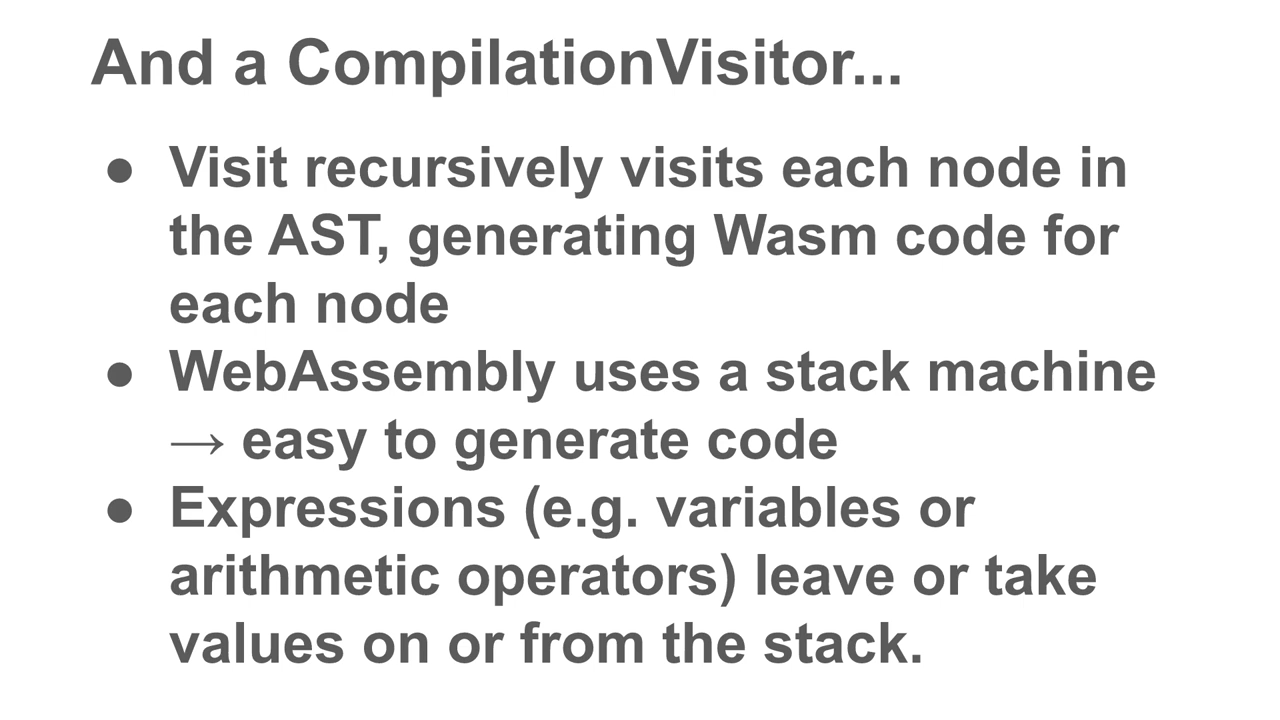 And a CompilationVisitor...
● Visit recursively visits each node in
the AST, generating Wasm code for
each node
● WebAssembly uses a stack machine
→ easy to generate code
● Expressions (e.g. variables or
arithmetic operators) leave or take
values on or from the stack.